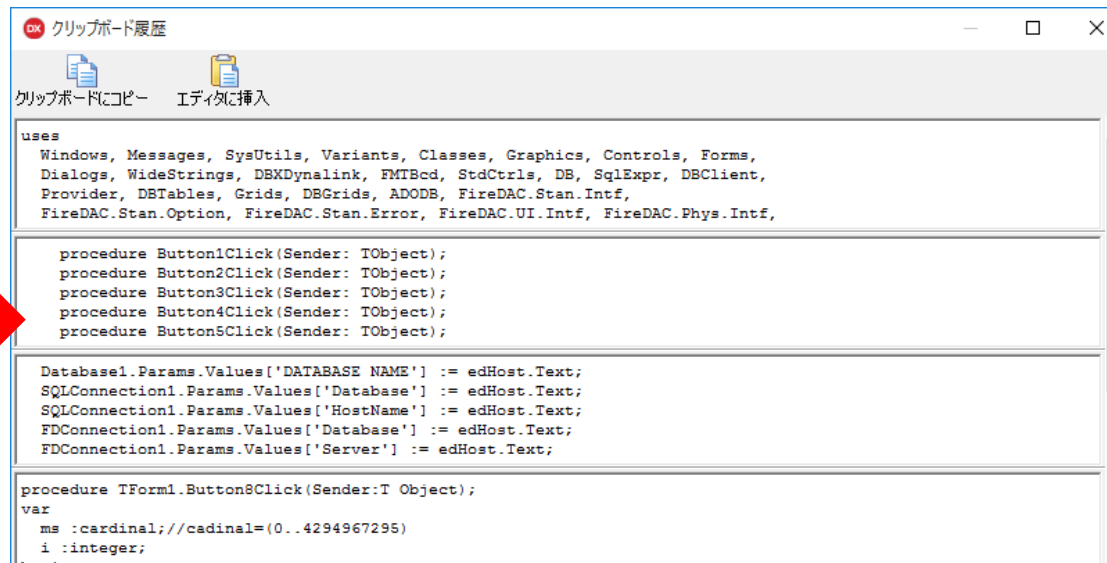 DX クリップボード履歴
クリップボードにコピー エディタに挿入
uses
Windows, Messages, SysUtils, Variants, Classes, Graphics, Controls, Forms,
Dialogs, WideStrings, DBXDynalink, FMTBcd, StdCtrls, DB, SqlExpr, DBClient,
Provider, DBTables, Grids, DBGrids, ADODB, FireDAC.Stan.Intf,
FireDAC.Stan.Option, FireDAC.Stan.Error, FireDAC.UI.Intf, FireDAC.Phys.Intf,
procedure Button1Click(Sender: TObject);
procedure Button2Click(Sender: TObject);
procedure Button3Click(Sender: TObject);
procedure Button4Click(Sender: TObject);
procedure Button5Click(Sender: TObject);
Database1.Params.Values['DATABASE NAME'] := edHost.Text;
SQLConnection1.Params.Values['Database'] := edHost.Text;
SQLConnection1.Params.Values['HostName'] := edHost.Text;
FDConnection1.Params.Values['Database'] := edHost.Text;
FDConnection1.Params.Values['Server'] := edHost.Text;
procedure TForm1.Button8Click(Sender:T Object);
var
ms :cardinal;//cadinal=(0..4294967295)
i :integer;